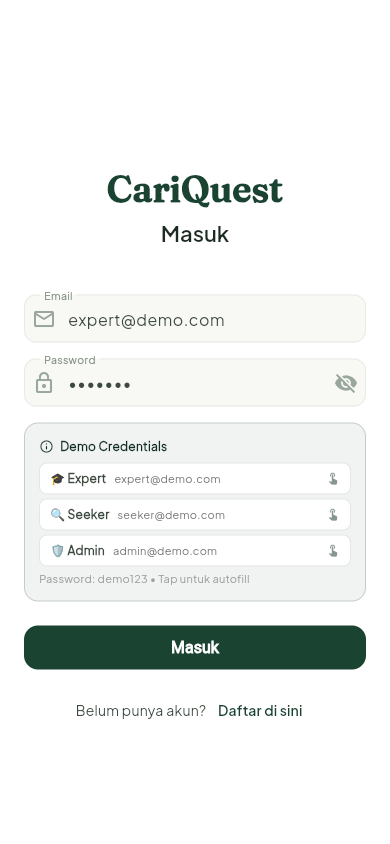 CariQuest
Masuk
Email
expert@demo.com
Password
•••••••
Demo Credentials
🎓 Expert expert@demo.com
🔍 Seeker seeker@demo.com
🛡️ Admin admin@demo.com
Password: demo123 • Tap untuk autofill
Masuk
Belum punya akun? Daftar di sini